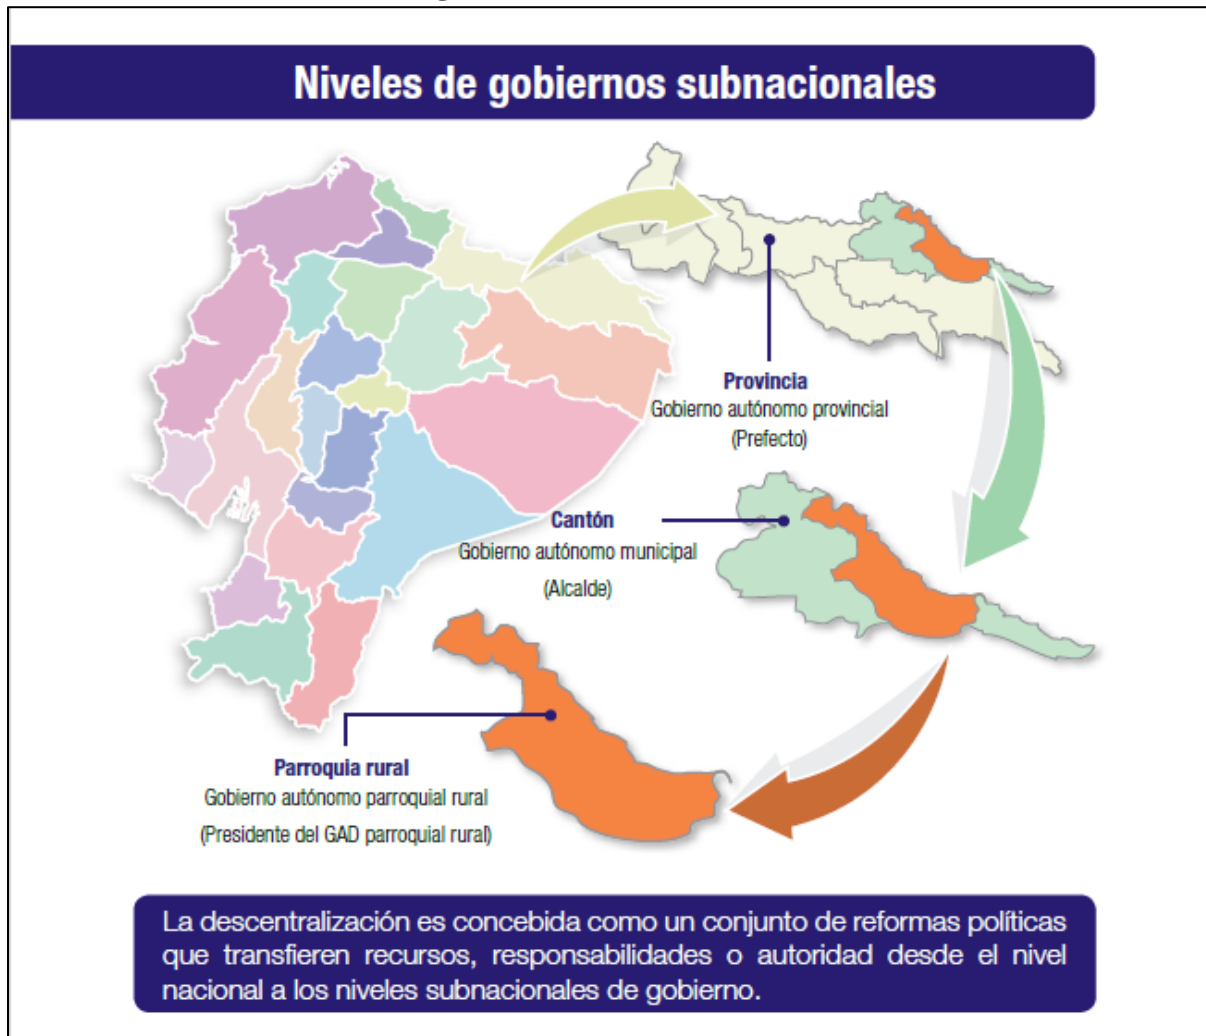 Niveles de gobiernos subnacionales
Provincia
Gobierno autónomo provincial
(Prefecto)
Cantón
Gobierno autónomo municipal
(Alcalde)
Parroquia rural
Gobierno autónomo parroquial rural
(Presidente del GAD parroquial rural)
La descentralización es concebida como un conjunto de reformas políticas
que transfieren recursos, responsabilidades o autoridad desde el nivel
nacional a los niveles subnacionales de gobierno.